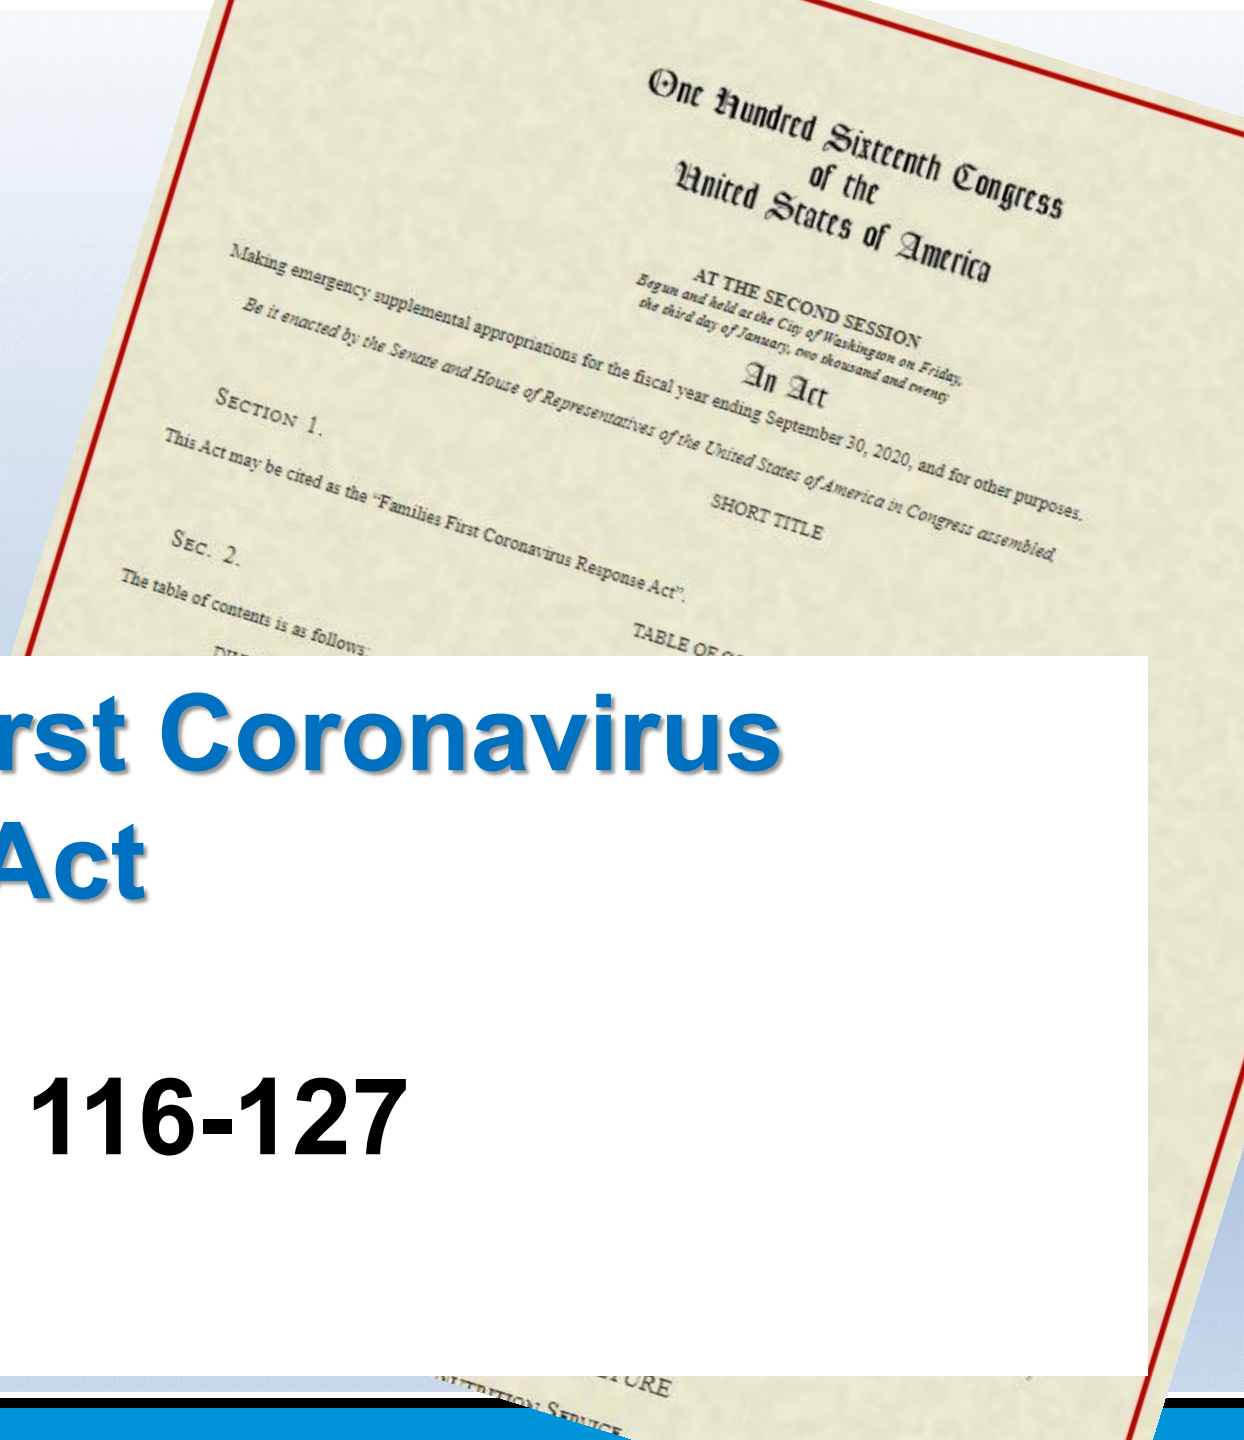 One Hundred Sixteenth Congress
of the
United States of America
AT THE SECOND SESSION
Begun and held at the City of Washington on Friday,
the third day of January, two thousand and twenty
An Act
Making emergency supplemental appropriations for the fiscal year ending September 30, 2020, and for other purposes.
Be it enacted by the Senate and House of Representatives of the United States of America in Congress assembled,
SHORT TITLE
SECTION 1.
This Act may be cited as the “Families First Coronavirus Response Act”.
TABLE OF
SEC. 2.
The table of contents is as follows:
rst Coronavirus
Act
116-127
TURE
NUTRITION SERVICE